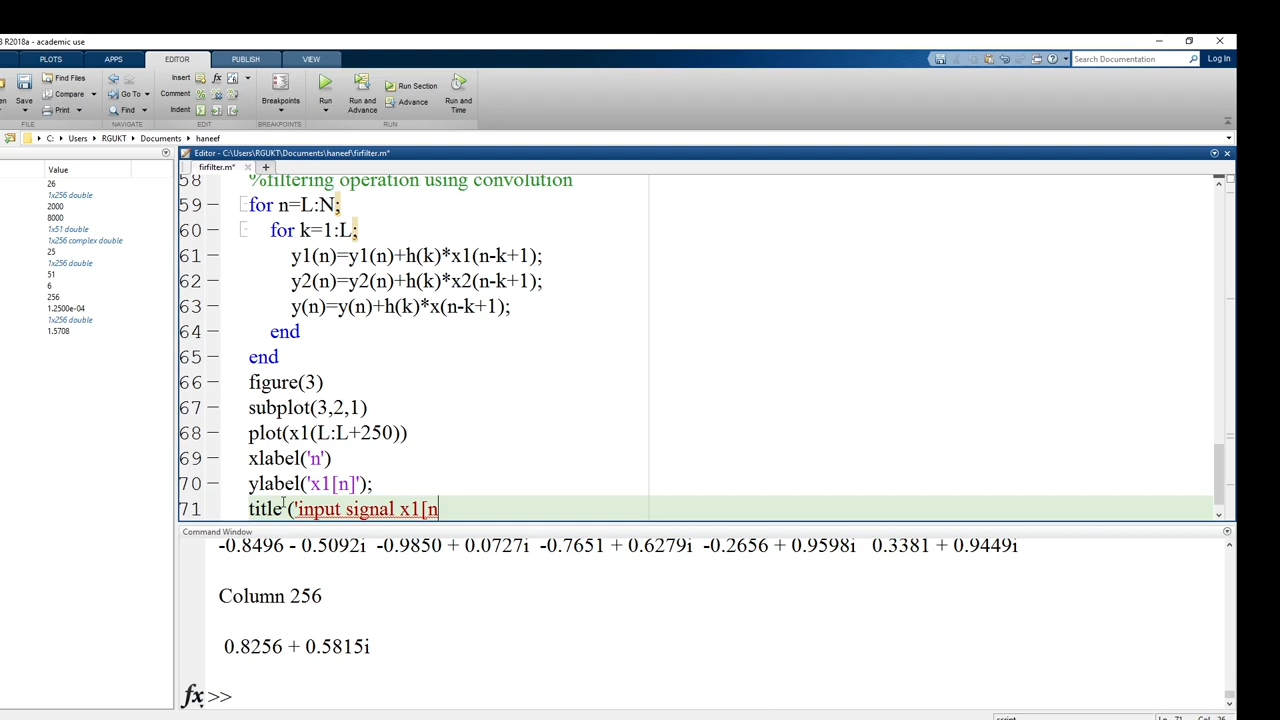 B R2018a - academic use
PLOTS APPS EDITOR PUBLISH VIEW Search Documentation Log In
Find Files Insert fx
Save Compare Go To Comment Breakpoints Run Run and Advance Run Section Advance Run and Time
Print Find Indent
FILE NAVIGATE EDIT BREAKPOINTS RUN
C: Users RGUKT Documents haneef
Editor - C:\Users\RGUKT\Documents\haneef\firfilter.m*
firfilter.m* +
Value
26
1x256 double
2000
8000
1x51 double
1x256 complex double
25
1x256 double
51
6
256
1.2500e-04
1x256 double
1.5708
58 %filtering operation using convolution
59 for n=L:N;
60 for k=1:L;
61 y1(n)=y1(n)+h(k)*x1(n-k+1);
62 y2(n)=y2(n)+h(k)*x2(n-k+1);
63 y(n)=y(n)+h(k)*x(n-k+1);
64 end
65 end
66 figure(3)
67 subplot(3,2,1)
68 plot(x1(L:L+250))
69 xlabel('n')
70 ylabel('x1[n]');
71 title ('input signal x1[n
Command Window
-0.8496 - 0.5092i -0.9850 + 0.0727i -0.7651 + 0.6279i -0.2656 + 0.9598i 0.3381 + 0.9449i
Column 256
0.8256 + 0.5815i
fx >>
script